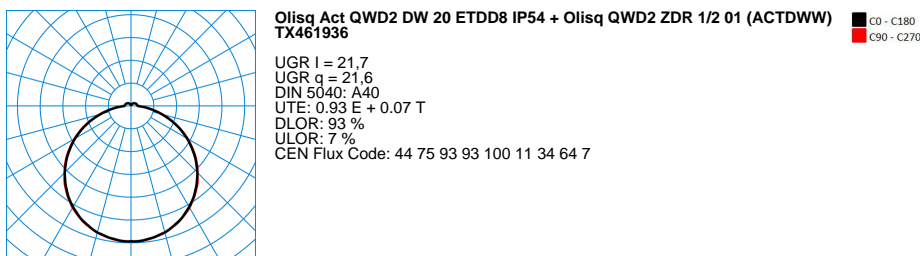 Olisq Act QWD2 DW 20 ETDD8 IP54 + Olisq QWD2 ZDR 1/2 01 (ACTDWW)
TX461936
UGR l = 21,7
UGR q = 21,6
DIN 5040: A40
UTE: 0.93 E + 0.07 T
DLOR: 93 %
ULOR: 7 %
CEN Flux Code: 44 75 93 93 100 11 34 64 7
C0 - C180
C90 - C270